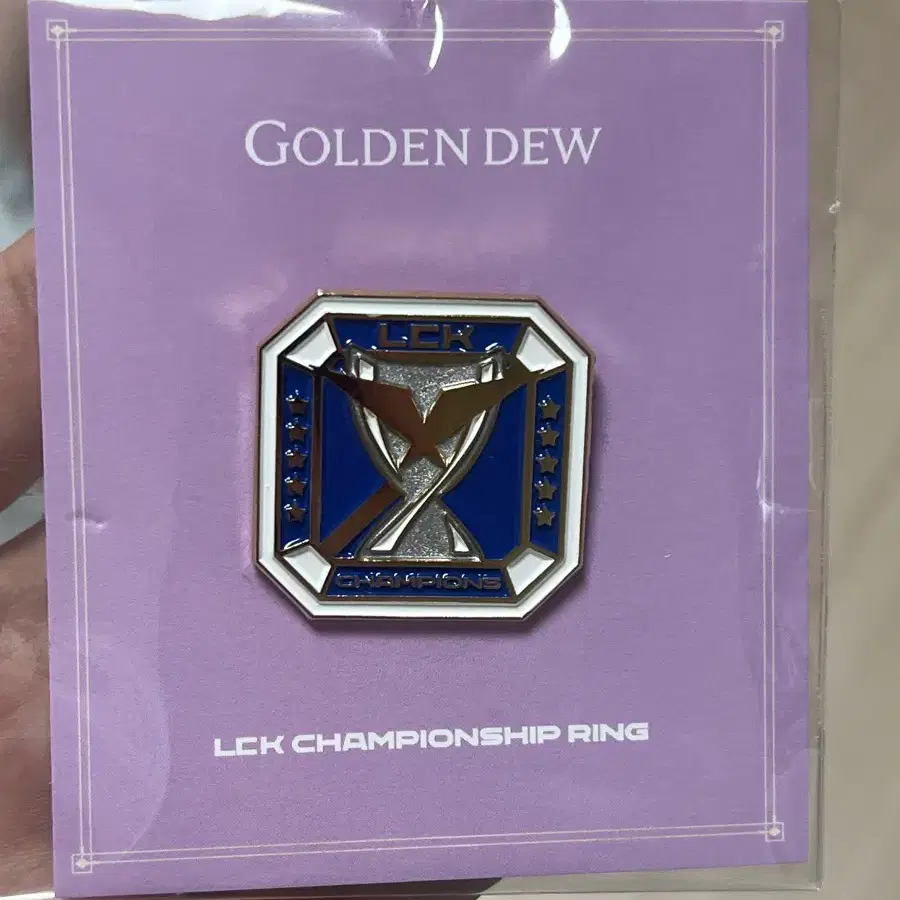 GOLDEN DEW
LCK
CHAMPIONS
LCK CHAMPIONSHIP RING